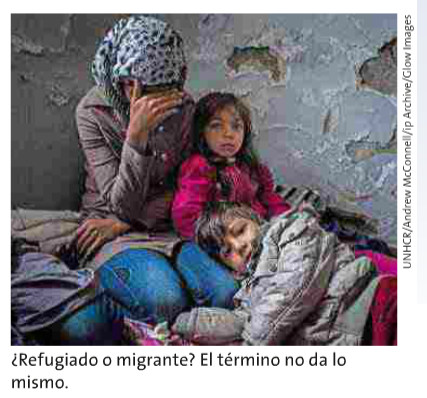 UNHCR/Andrew McConnell/ip Archive/Glow Images
¿Refugiado o migrante? El término no da lo
mismo.